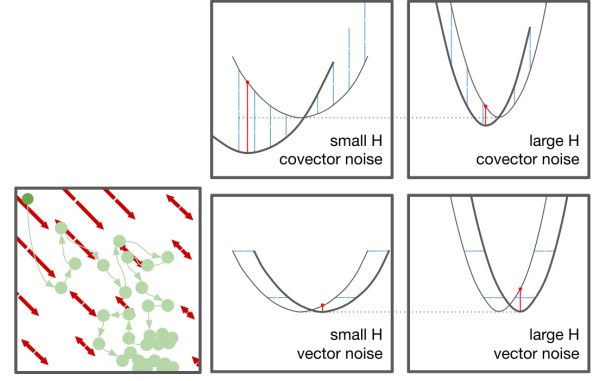 small H
covector noise
large H
covector noise
small H
vector noise
large H
vector noise